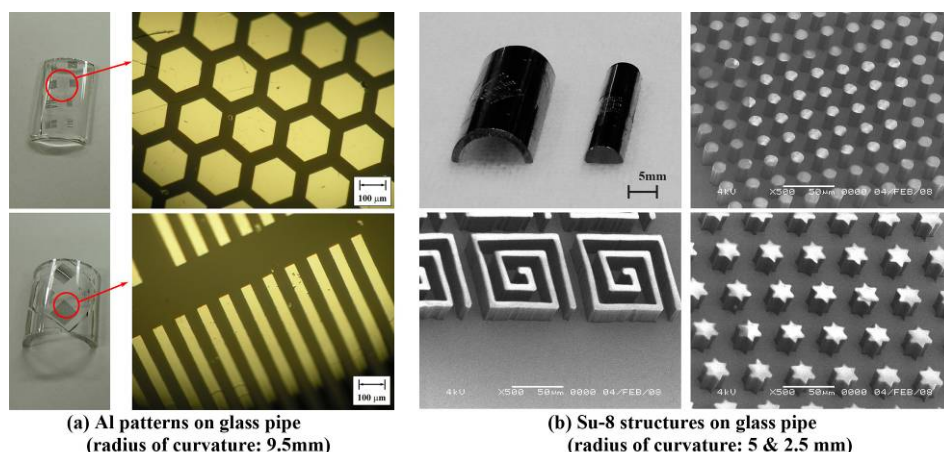 100 μm
5mm
4kV X500 50μm 0000 04/FEB/08
100 μm
4kV X500 50μm 0000 04/FEB/08
4kV X500 50μm 0000 04/FEB/08
(a) Al patterns on glass pipe
(radius of curvature: 9.5mm)
(b) Su-8 structures on glass pipe
(radius of curvature: 5 & 2.5 mm)